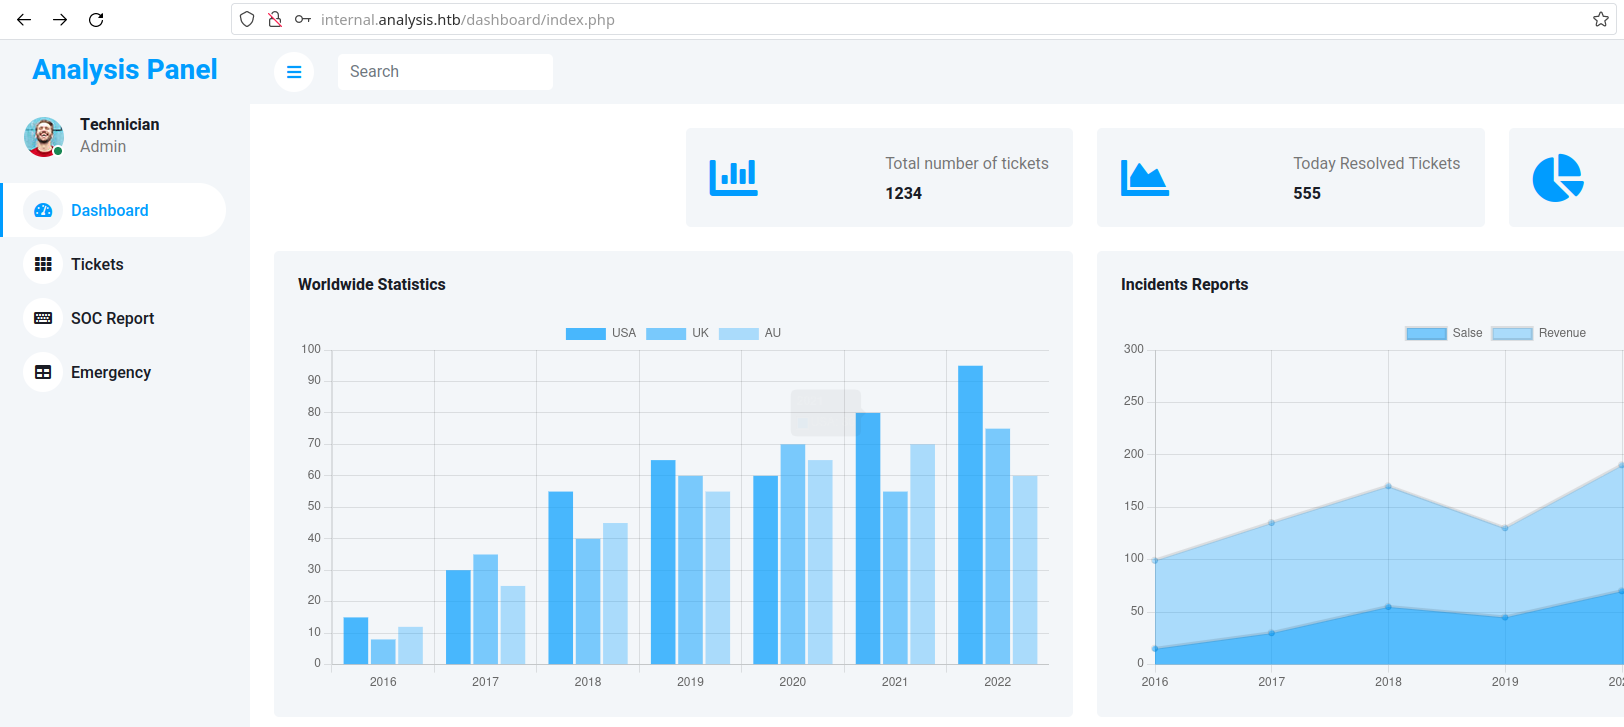 internal.analysis.htb/dashboard/index.php
Analysis Panel
Search
Technician
Admin
Dashboard
Tickets
SOC Report
Emergency
Total number of tickets
1234
Today Resolved Tickets
555
Worldwide Statistics
USA UK AU
100
90
80
70
60
50
40
30
20
10
0
2016 2017 2018 2019 2020 2021 2022
Incidents Reports
Salse Revenue
300
250
200
150
100
50
0
2016 2017 2018 2019 202